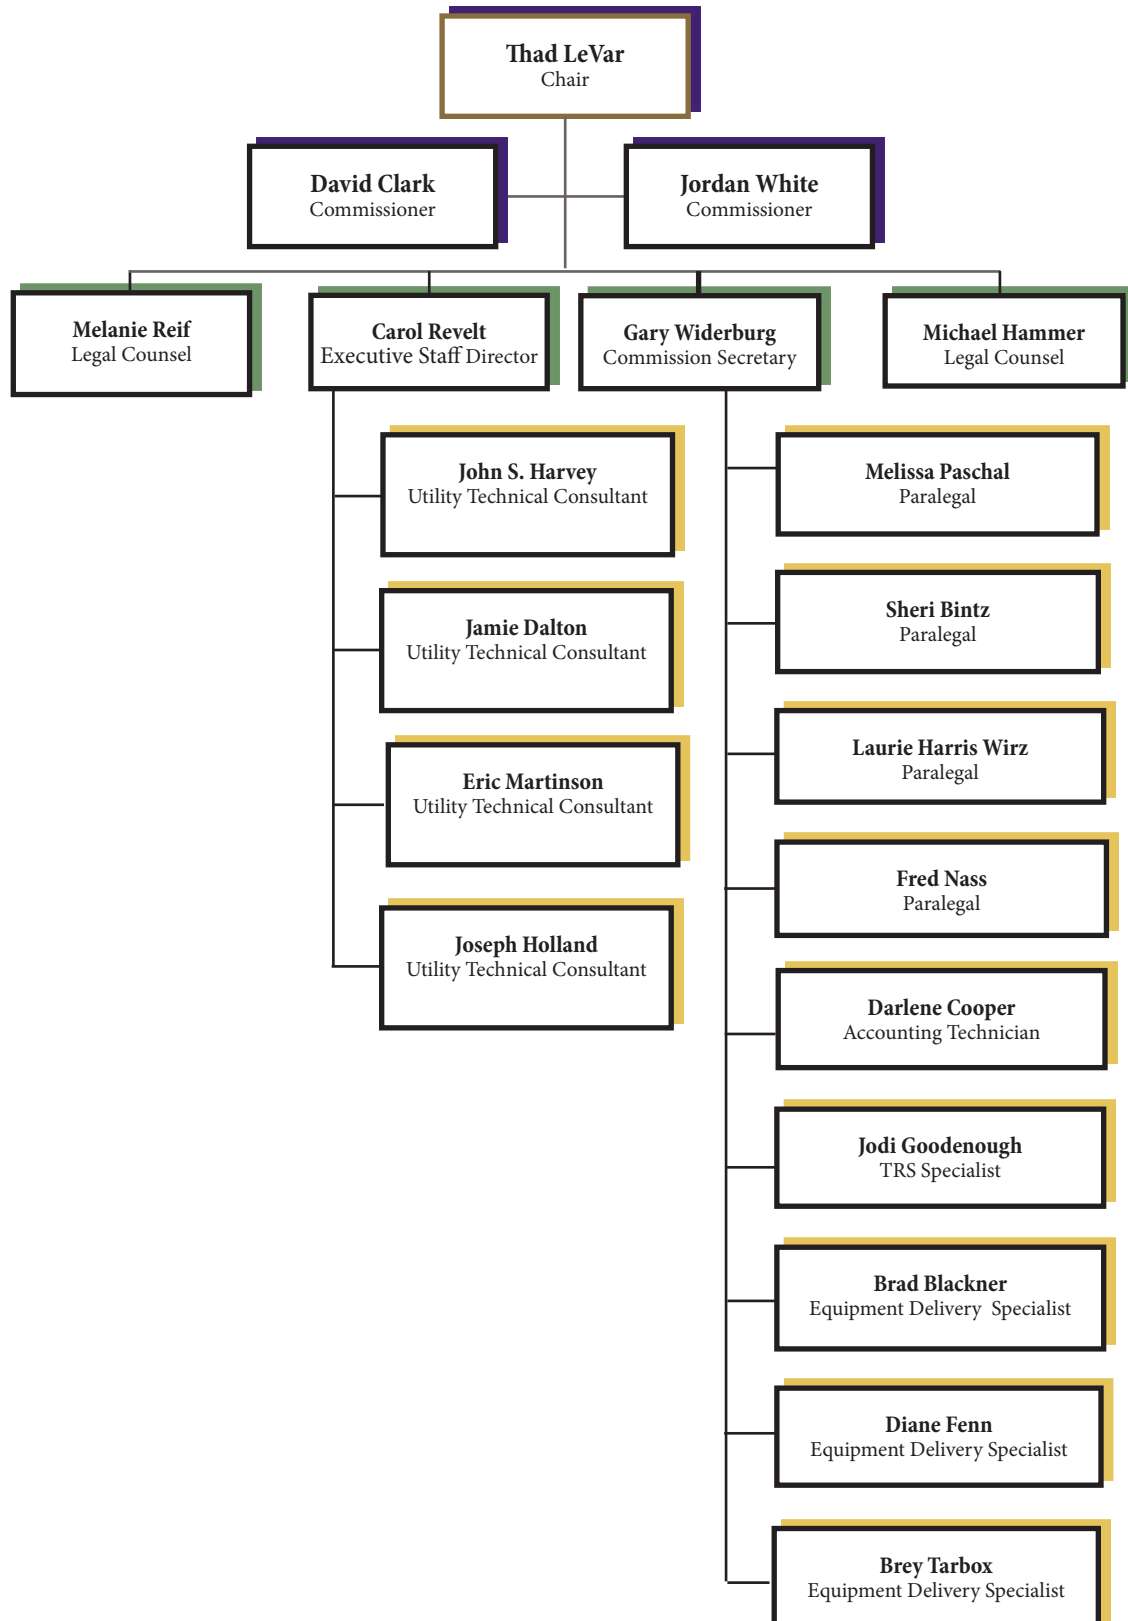 Thad LeVar
Chair
David Clark
Commissioner
Jordan White
Commissioner
Melanie Reif
Legal Counsel
Carol Revelt
Executive Staff Director
Gary Widerburg
Commission Secretary
Michael Hammer
Legal Counsel
John S. Harvey
Utility Technical Consultant
Jamie Dalton
Utility Technical Consultant
Eric Martinson
Utility Technical Consultant
Joseph Holland
Utility Technical Consultant
Melissa Paschal
Paralegal
Sheri Bintz
Paralegal
Laurie Harris Wirz
Paralegal
Fred Nass
Paralegal
Darlene Cooper
Accounting Technician
Jodi Goodenough
TRS Specialist
Brad Blackner
Equipment Delivery  Specialist
Diane Fenn
Equipment Delivery Specialist
Brey Tarbox
Equipment Delivery Specialist